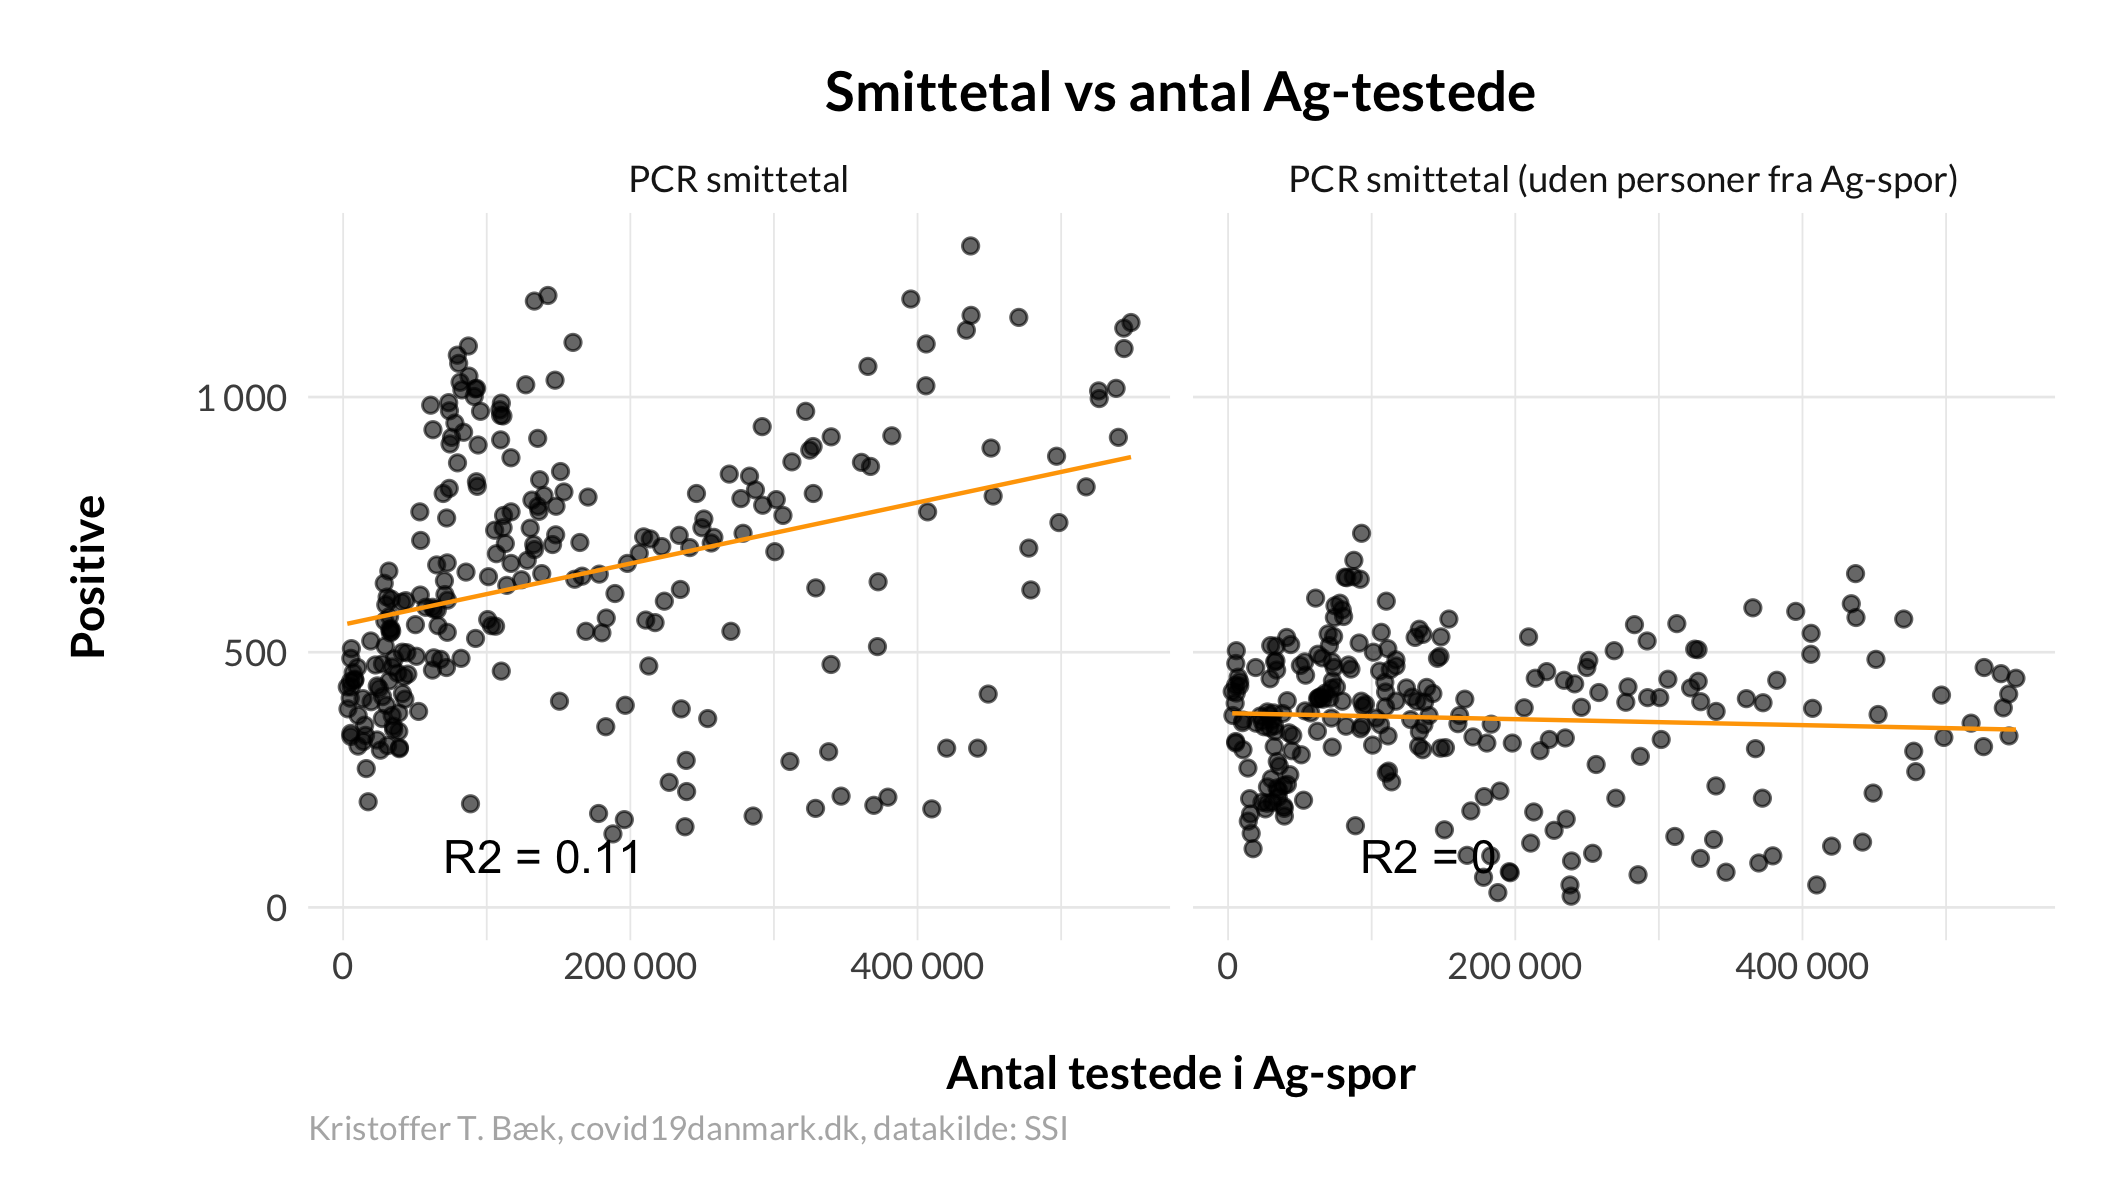 Smittetal vs antal Ag-testede
PCR smittetal
PCR smittetal (uden personer fra Ag-spor)
Positive
1 000
500
0
R2 = 0.11
R2 = 0
0
200 000
400 000
0
200 000
400 000
Antal testede i Ag-spor
Kristoffer T. Bæk, covid19danmark.dk, datakilde: SSI